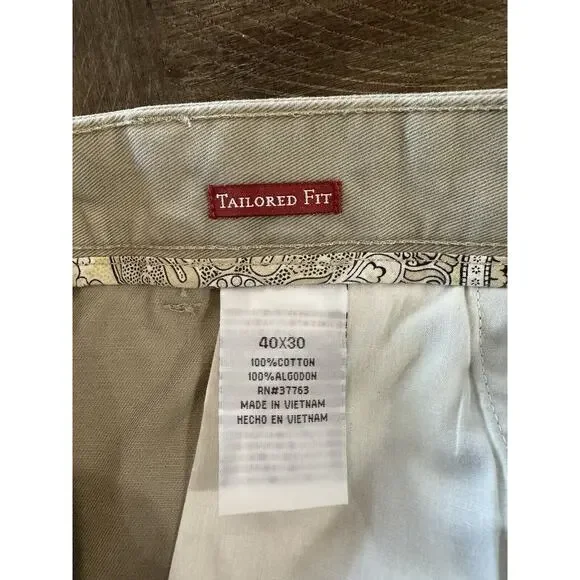 TAILORED FIT
40X30
100%COTTON
100%ALGODON
RN#37763
MADE IN VIETNAM
HECHO EN VIETNAM